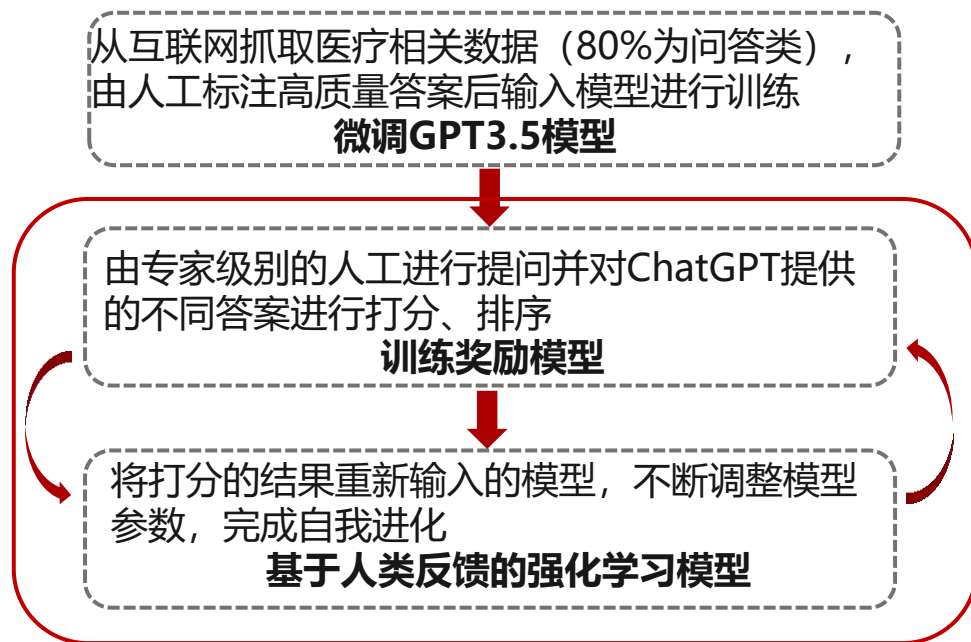 从互联网抓取医疗相关数据（80%为问答类），
由人工标注高质量答案后输入模型进行训练
微调GPT3.5模型
由专家级别的人工进行提问并对ChatGPT提供
的不同答案进行打分、排序
训练奖励模型
将打分的结果重新输入的模型，不断调整模型
参数，完成自我进化
基于人类反馈的强化学习模型